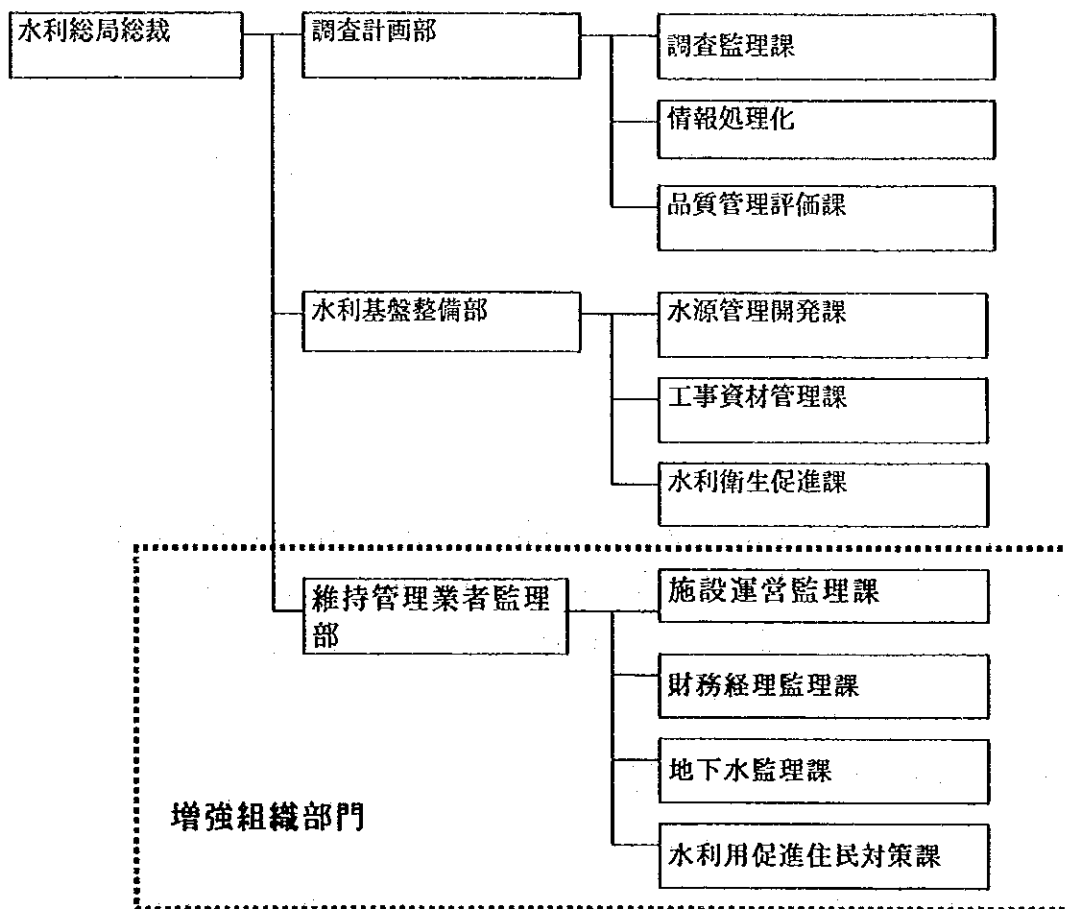 水利総局総裁
調査計画部
調査監理課
情報処理化
品質管理評価課
水利基盤整備部
水源管理開発課
工事資材管理課
水利衛生促進課
維持管理業者監理
部
施設運営監理課
財務経理監理課
地下水監理課
水利用促進住民対策課
増強組織部門